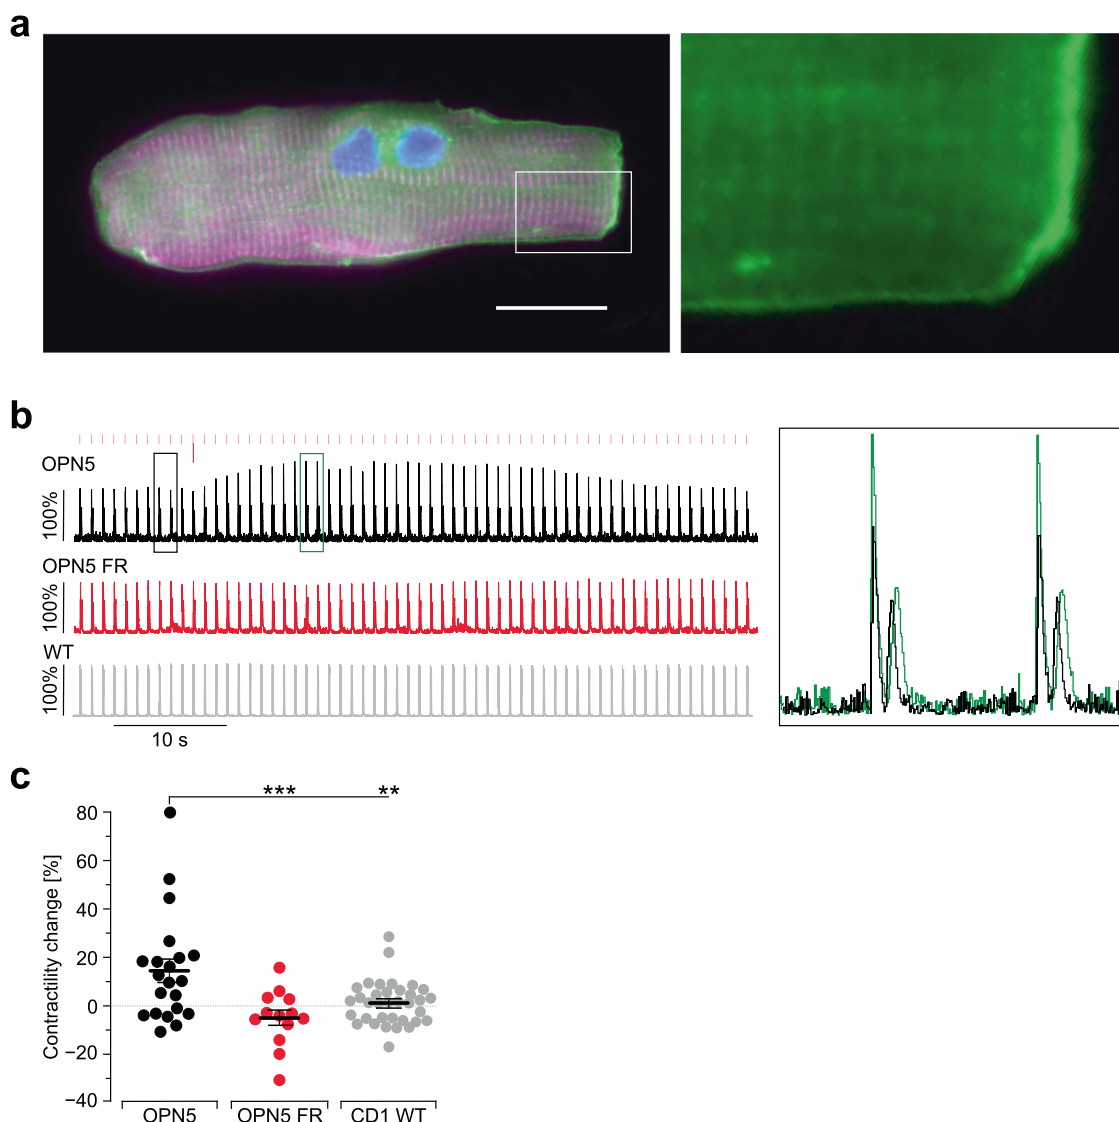 a
b
OPN5
100%
OPN5 FR
100%
WT
100%
10 s
c
*** **
80
60
40
20
0
−20
−40
Contractility change [%]
OPN5 OPN5 FR CD1 WT